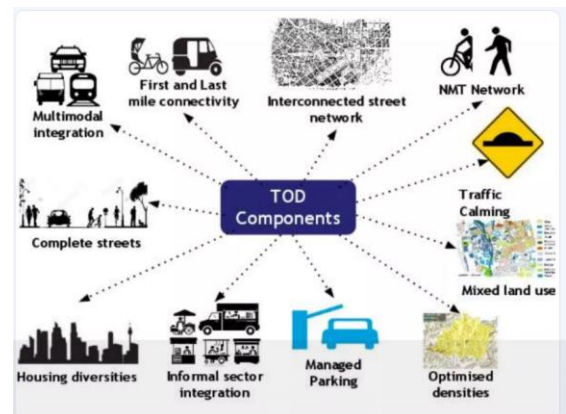 First and Last
mile connectivity
Interconnected street
network
NMT Network
Multimodal
integration
TOD
Components
Traffic
Calming
Complete streets
Mixed land use
Housing diversities
Informal sector
integration
Managed
Parking
Optimised
densities